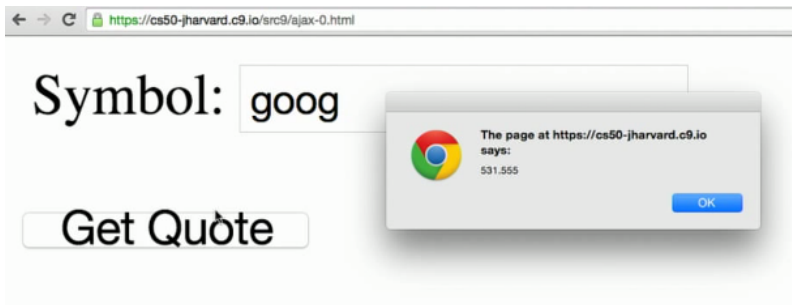 https://cs50-jharvard.c9.io/src9/ajax-0.html
Symbol: goog
The page at https://cs50-jharvard.c9.io
says:
531.555
OK
Get Quote